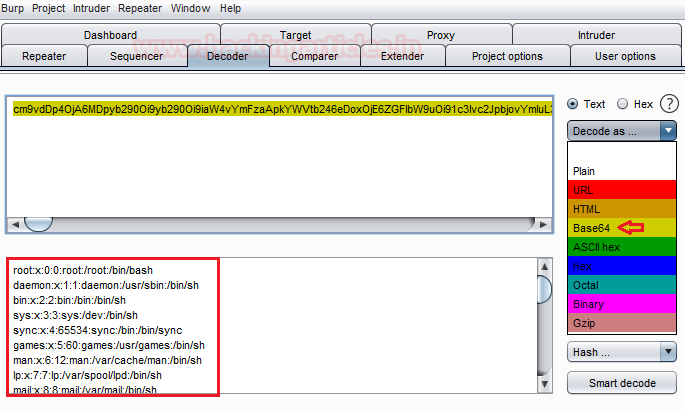 Burp Project Intruder Repeater Window Help
Dashboard Target Proxy Intruder
www.hackingarticles.in
Repeater Sequencer Decoder Comparer Extender Project options User options
cm9vdDp4OjA6MDpyb290Oi9yb290Oi9iaW4vYmFzaApkYWVtb246eDoxOjE6ZGFlbW9uOi91c3Ivc2JpbjovYmluL3
Text Hex ?
Decode as ...
Plain
URL
HTML
Base64
ASCII hex
Hex
Octal
Binary
Gzip
Hash ...
Smart decode
root:x:0:0:root:/root:/bin/bash
daemon:x:1:1:daemon:/usr/sbin:/bin/sh
bin:x:2:2:bin:/bin:/bin/sh
sys:x:3:3:sys:/dev:/bin/sh
sync:x:4:65534:sync:/bin:/bin/sync
games:x:5:60:games:/usr/games:/bin/sh
man:x:6:12:man:/var/cache/man:/bin/sh
lp:x:7:7:lp:/var/spool/lpd:/bin/sh
mail:x:8:8:mail:/var/mail:/bin/sh